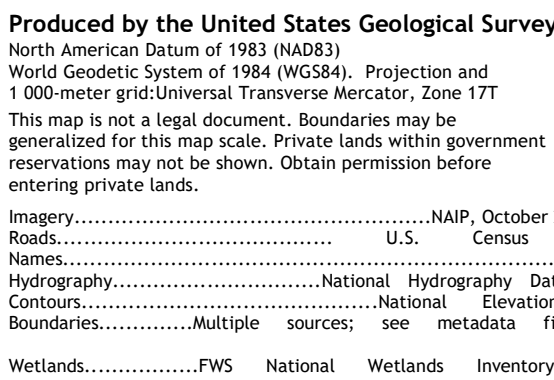 Produced by the United States Geological Survey
North American Datum of 1983 (NAD83)
World Geodetic System of 1984 (WGS84). Projection and
1 000-meter grid:Universal Transverse Mercator, Zone 17T
This map is not a legal document. Boundaries may be
generalized for this map scale. Private lands within government
reservations may not be shown. Obtain permission before
entering private lands.
Imagery.....................................................NAIP, October
Roads......................................... U.S. Census
Names.........................................................................
Hydrography...............................National Hydrography Dat
Contours............................................National Elevation
Boundaries..............Multiple sources; see metadata fi
Wetlands.................FWS National Wetlands Inventory